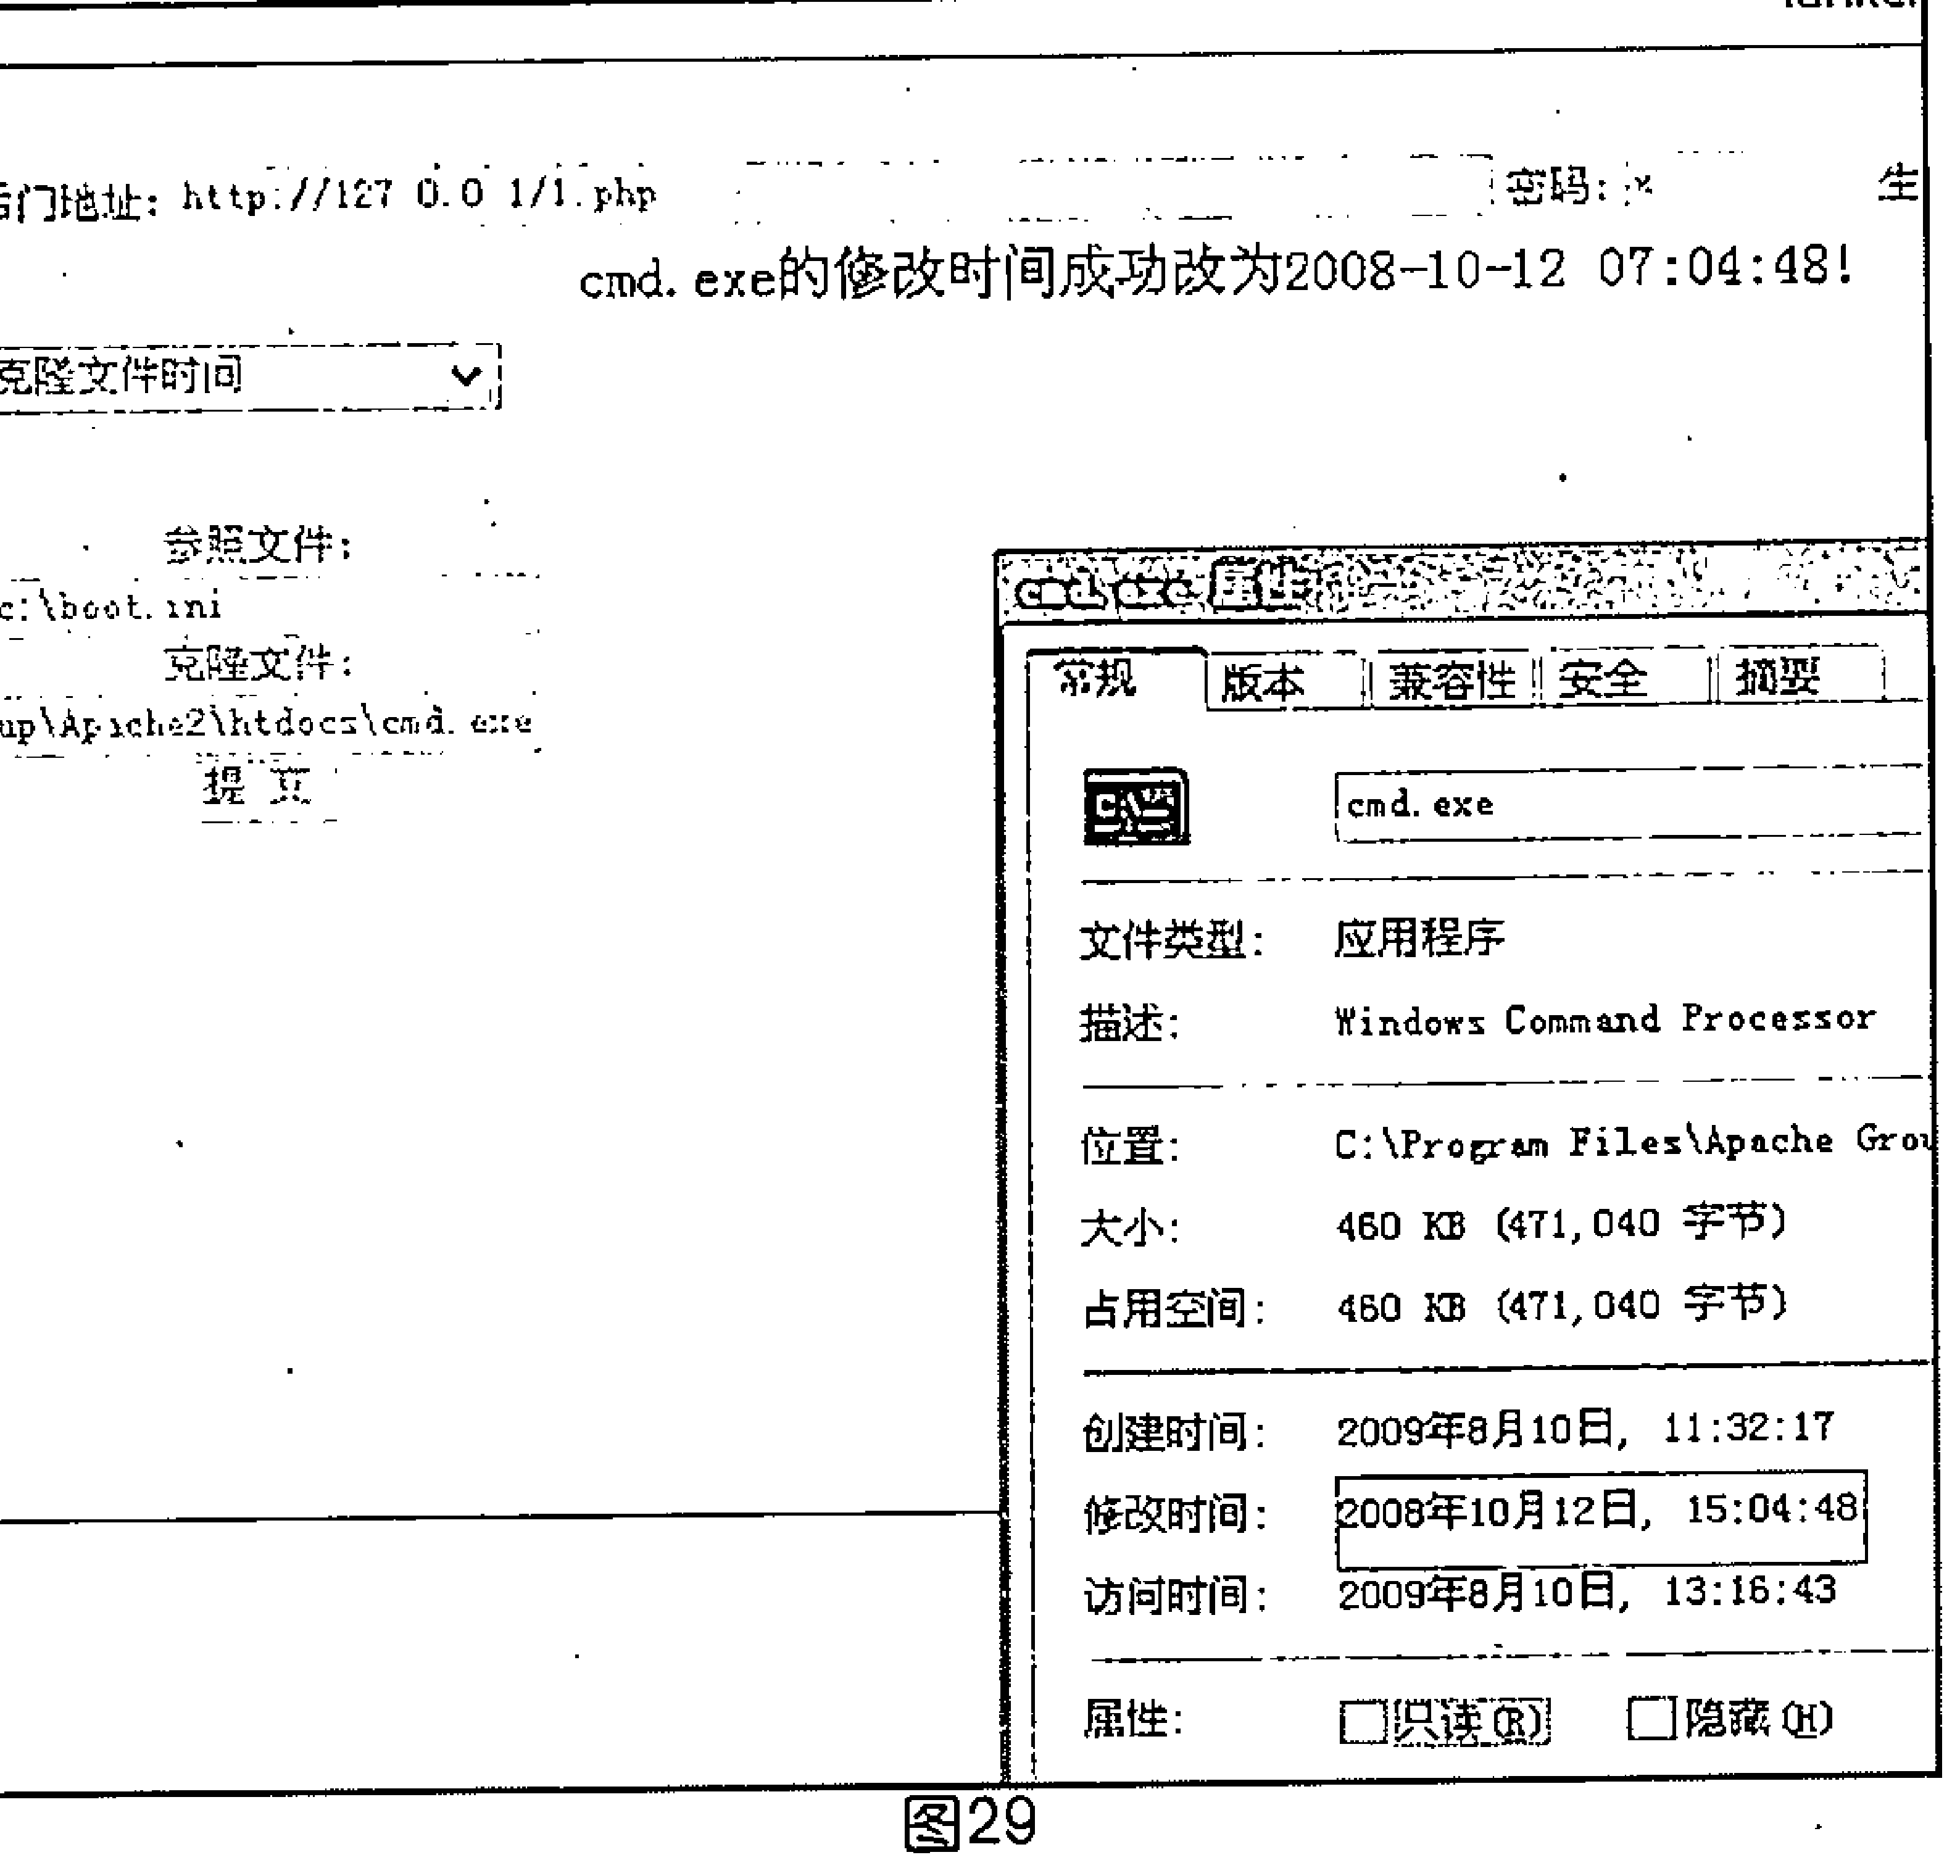 门地址: http://127 0.0 1/1.php 密码: 生
cmd.exe的修改时间成功改为2008-10-12 07:04:48!
克隆文件时间
参照文件:
c:\boot.ini
克隆文件:
up\Apache2\htdocs\cmd.exe
提 交
cmd.exe 属性
常规 版本 兼容性 安全 摘要
cmd.exe
文件类型: 应用程序
描述: Windows Command Processor
位置: C:\Program Files\Apache Grou
大小: 460 KB (471,040 字节)
占用空间: 460 KB (471,040 字节)
创建时间: 2009年8月10日, 11:32:17
修改时间: 2008年10月12日, 15:04:48
访问时间: 2009年8月10日, 13:16:43
属性: 只读(R) 隐藏(H)
图29